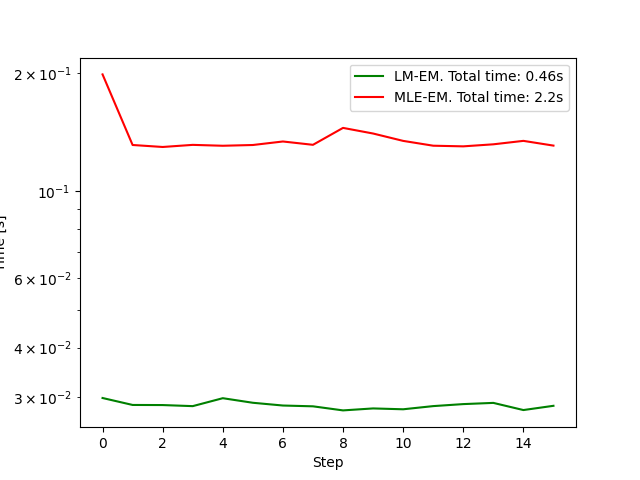 LM-EM. Total time: 0.46s
MLE-EM. Total time: 2.2s
2 × 10⁻¹
10⁻¹
6 × 10⁻²
4 × 10⁻²
3 × 10⁻²
0 2 4 6 8 10 12 14
Step